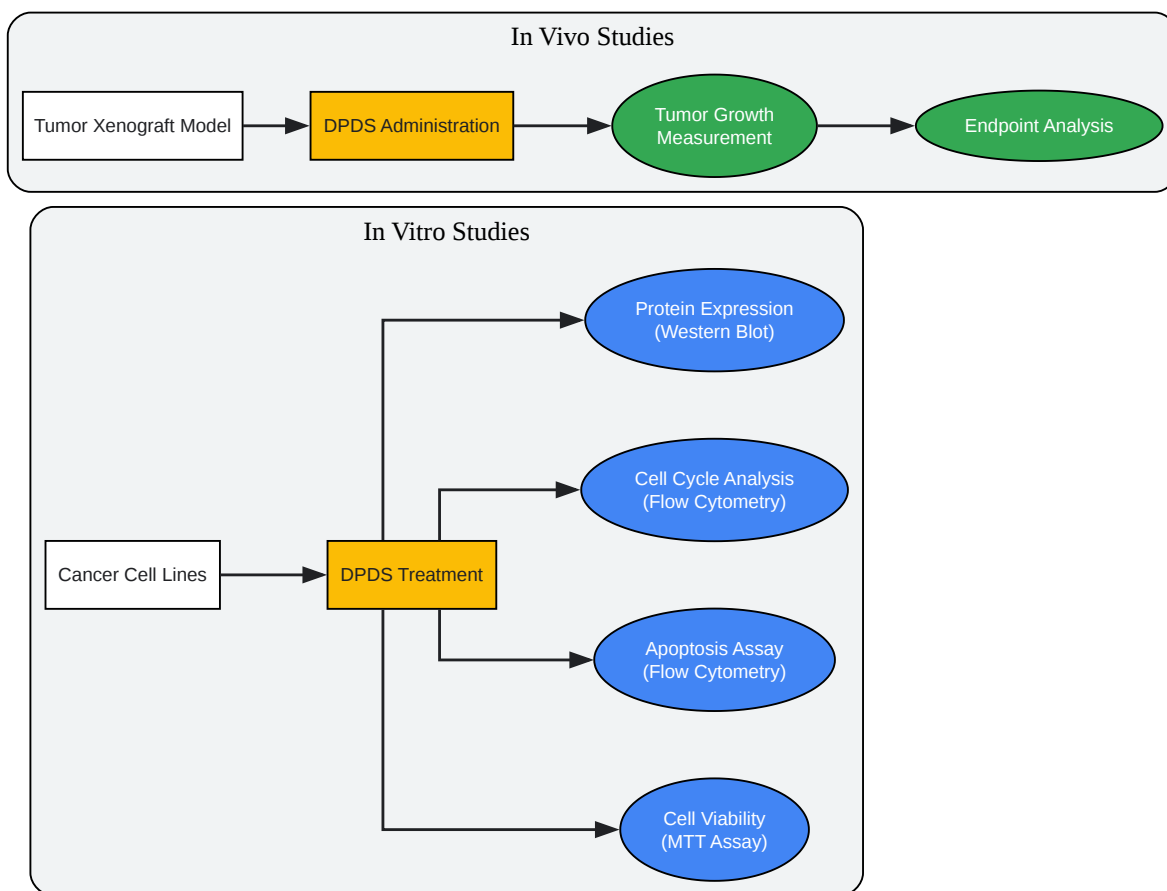 In Vivo Studies
Tumor Xenograft Model
DPDS Administration
Tumor Growth
Measurement
Endpoint Analysis
In Vitro Studies
Protein Expression
(Western Blot)
Cell Cycle Analysis
(Flow Cytometry)
Cancer Cell Lines
DPDS Treatment
Apoptosis Assay
(Flow Cytometry)
Cell Viability
(MTT Assay)